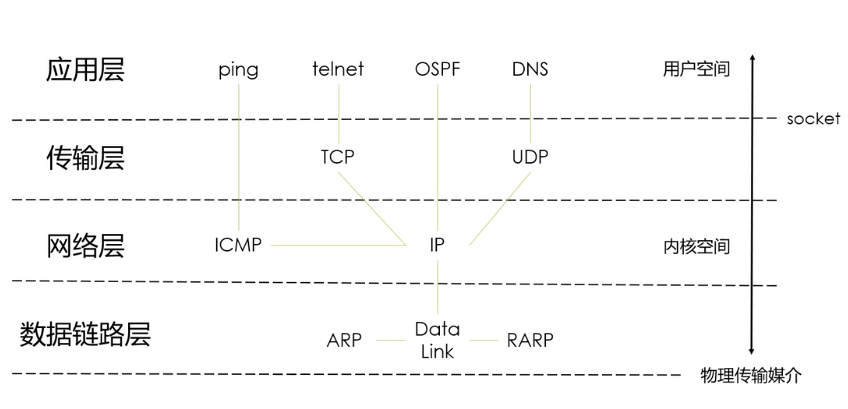 应用层 ping telnet OSPF DNS 用户空间
socket
传输层 TCP UDP
网络层 ICMP IP 内核空间
数据链路层 ARP Data Link RARP
物理传输媒介